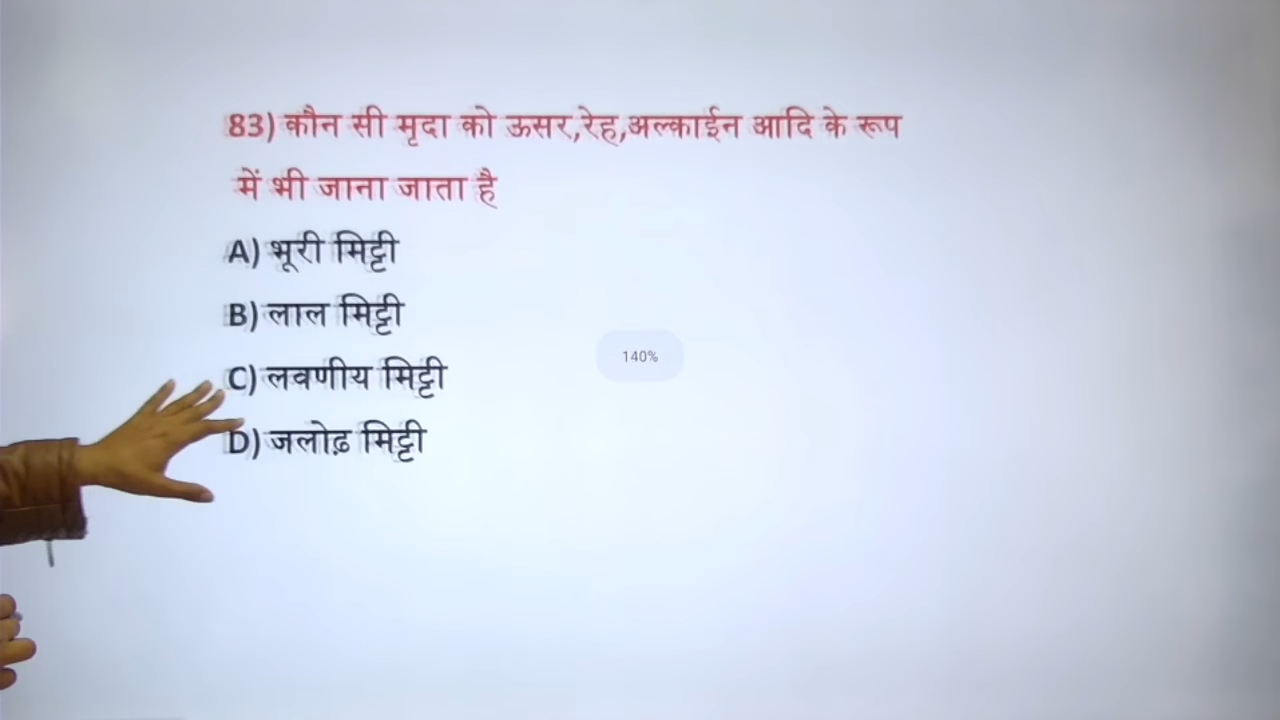 83) कौन सी मृदा को ऊसर,रेह,अल्काईन आदि के रूप
में भी जाना जाता है
A) भूरी मिट्टी
B) लाल मिट्टी
140%
C) लवणीय मिट्टी
D) जलोढ़ मिट्टी